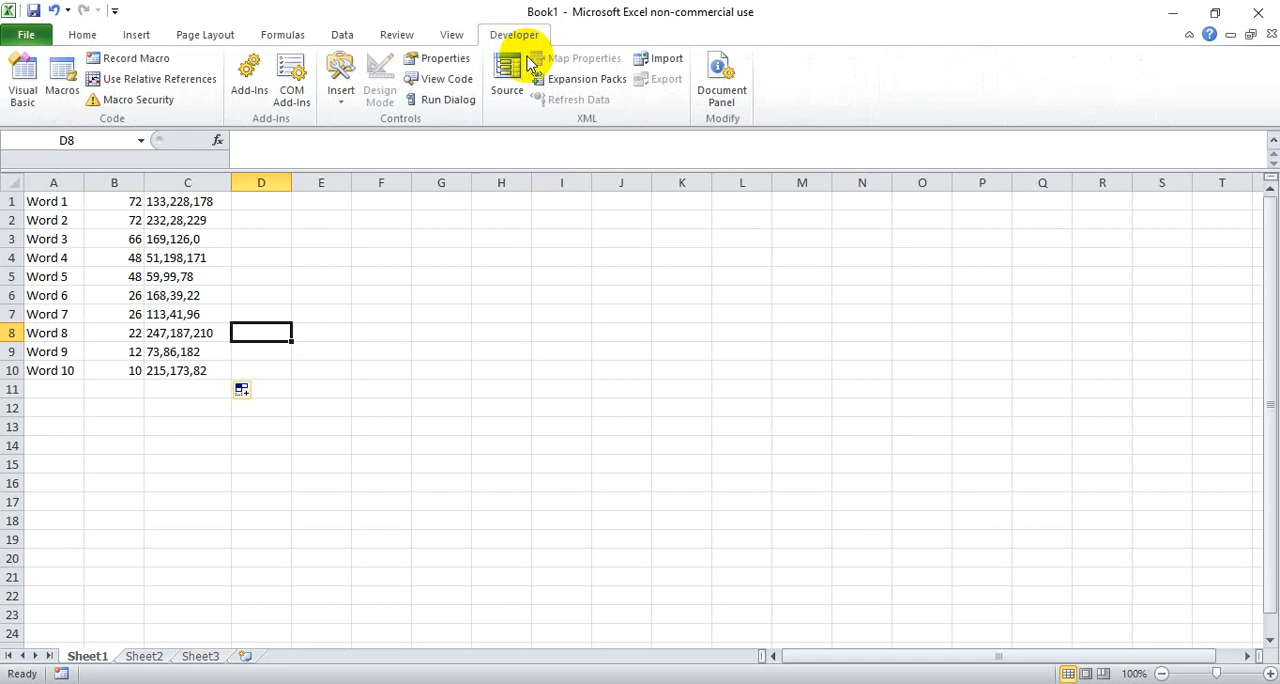 Book1 - Microsoft Excel non-commercial use
File Home Insert Page Layout Formulas Data Review View Developer
Visual Basic
Macros
Record Macro
Use Relative References
Macro Security
Code
Add-Ins
COM Add-Ins
Add-Ins
Insert
Design Mode
Properties
View Code
Run Dialog
Controls
Source
Map Properties
Expansion Packs
Refresh Data
Import
Export
XML
Document Panel
Modify
D8 fx
A B C D E F G H I J K L M N O P Q R S T
1 Word 1 72 133,228,178
2 Word 2 72 232,28,229
3 Word 3 66 169,126,0
4 Word 4 48 51,198,171
5 Word 5 48 59,99,78
6 Word 6 26 168,39,22
7 Word 7 26 113,41,96
8 Word 8 22 247,187,210
9 Word 9 12 73,86,182
10 Word 10 10 215,173,82
11
12
13
14
15
16
17
18
19
20
21
22
23
24
Sheet1 Sheet2 Sheet3
Ready 100%